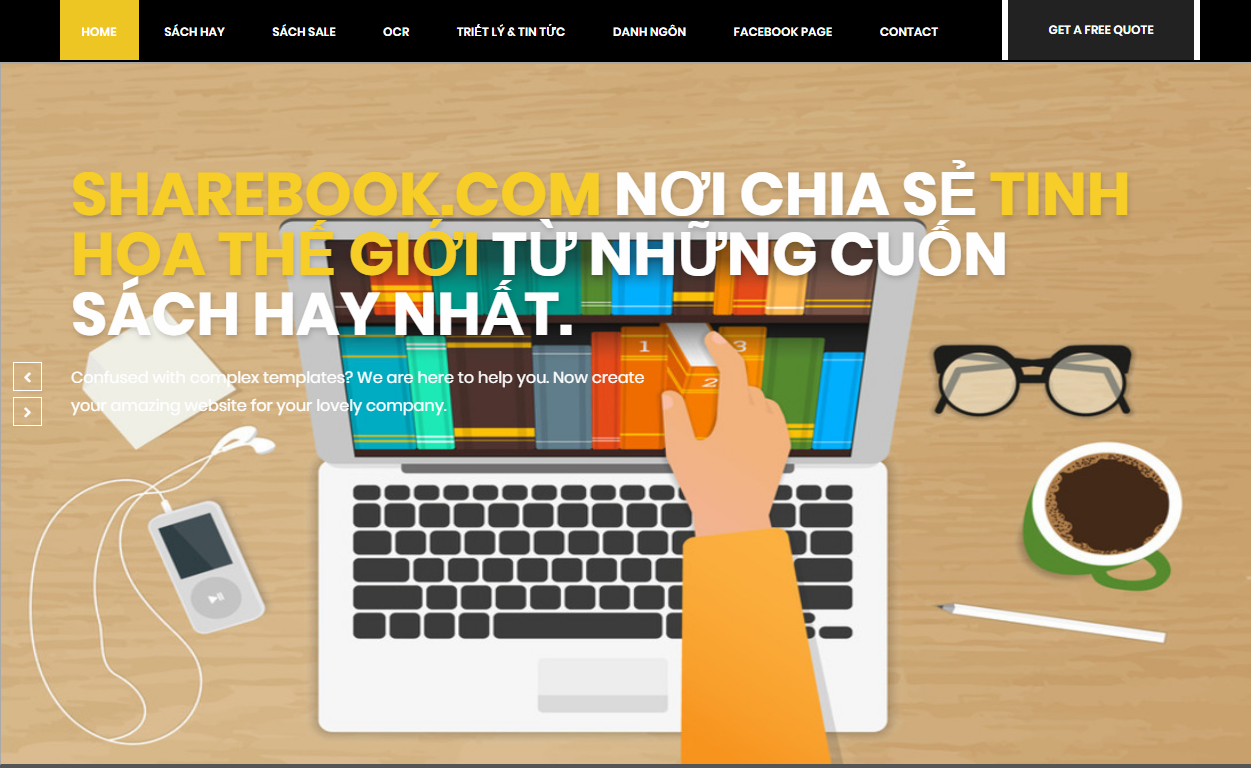 HOME SÁCH HAY SÁCH SALE OCR TRIẾT LÝ & TIN TỨC DANH NGÔN FACEBOOK PAGE CONTACT GET A FREE QUOTE
SHAREBOOK.COM NƠI CHIA SẺ TINH
HOA THẾ GIỚI TỪ NHỮNG CUỐN
SÁCH HAY NHẤT.
Confused with complex templates? We are here to help you. Now create
your amazing website for your lovely company.
1 2 3